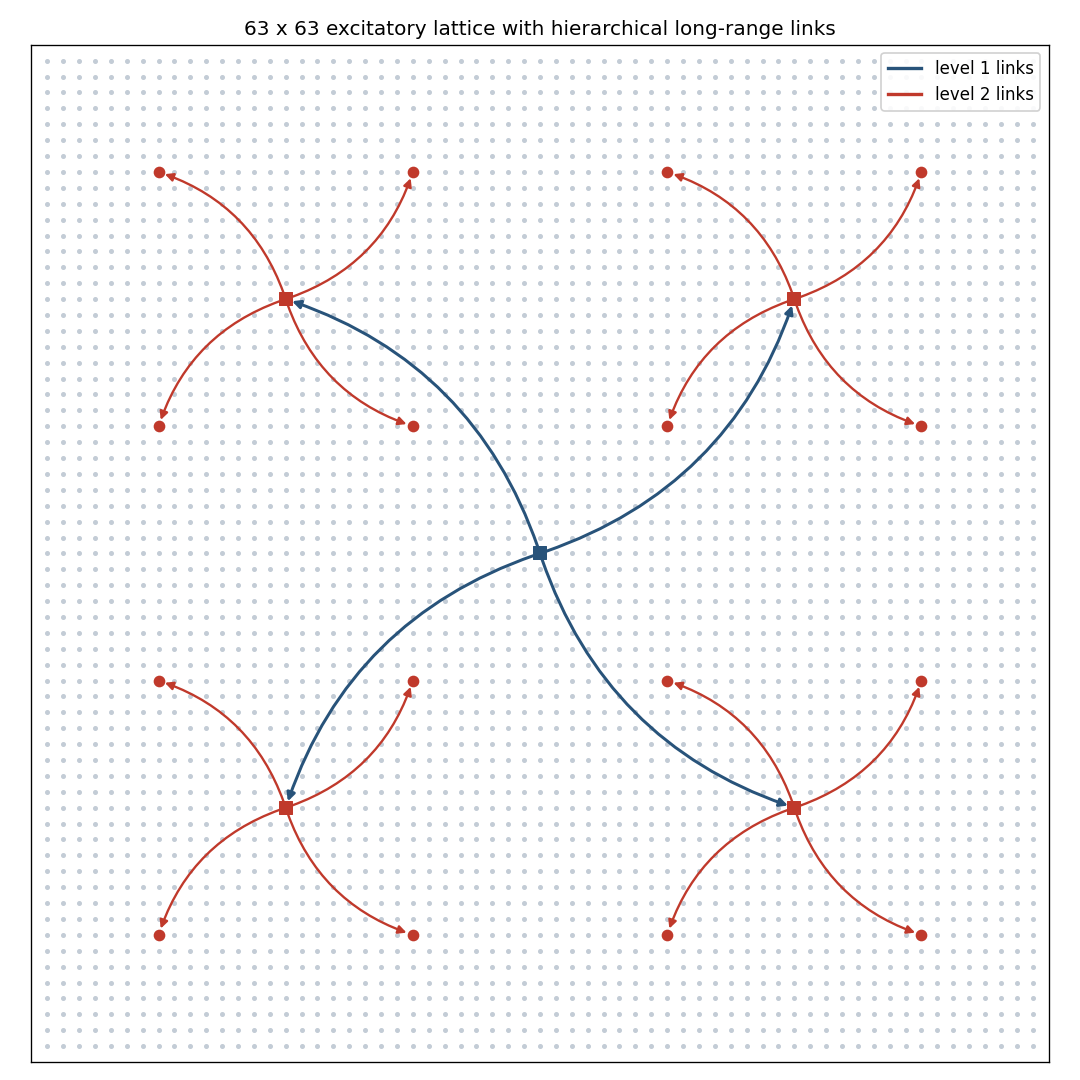 63 x 63 excitatory lattice with hierarchical long-range links
level 1 links
level 2 links